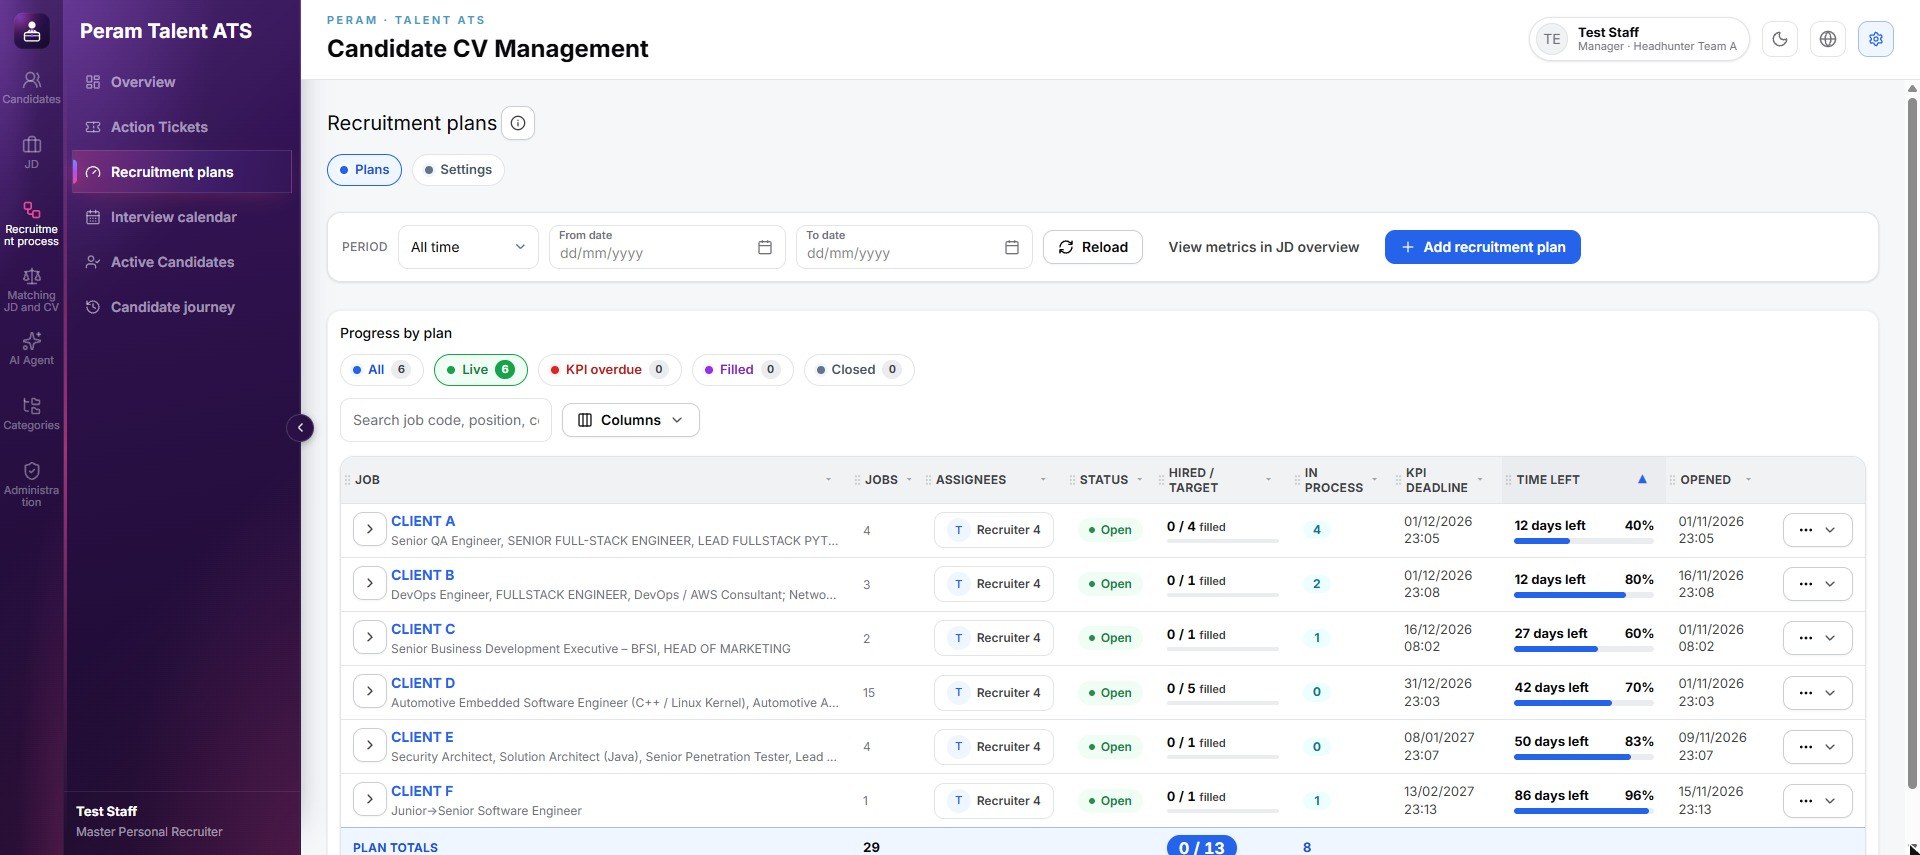 Peram Talent ATS
Candidates
JD
Recruitme
nt process
Matching
JD and CV
AI Agent
Categories
Administra
tion
Overview
Action Tickets
Recruitment plans
Interview calendar
Active Candidates
Candidate journey
Test Staff
Master Personal Recruiter
PERAM · TALENT ATS
Candidate CV Management
TE
Test Staff
Manager · Headhunter Team A
Recruitment plans
Plans
Settings
PERIOD
All time
From date
dd/mm/yyyy
To date
dd/mm/yyyy
Reload
View metrics in JD overview
+ Add recruitment plan
Progress by plan
All 6
Live 6
KPI overdue 0
Filled 0
Closed 0
Search job code, position, c
Columns
JOB
JOBS
ASSIGNEES
STATUS
HIRED /
TARGET
IN
PROCESS
KPI
DEADLINE
TIME LEFT
OPENED
CLIENT A
Senior QA Engineer, SENIOR FULL-STACK ENGINEER, LEAD FULLSTACK PYT...
4
T Recruiter 4
Open
0 / 4 filled
4
01/12/2026
23:05
12 days left 40%
01/11/2026
23:05
...
CLIENT B
DevOps Engineer, FULLSTACK ENGINEER, DevOps / AWS Consultant; Netwo...
3
T Recruiter 4
Open
0 / 1 filled
2
01/12/2026
23:08
12 days left 80%
16/11/2026
23:08
...
CLIENT C
Senior Business Development Executive – BFSI, HEAD OF MARKETING
2
T Recruiter 4
Open
0 / 1 filled
1
16/12/2026
08:02
27 days left 60%
01/11/2026
08:02
...
CLIENT D
Automotive Embedded Software Engineer (C++ / Linux Kernel), Automotive A...
15
T Recruiter 4
Open
0 / 5 filled
0
31/12/2026
23:03
42 days left 70%
01/11/2026
23:03
...
CLIENT E
Security Architect, Solution Architect (Java), Senior Penetration Tester, Lead ...
4
T Recruiter 4
Open
0 / 1 filled
0
08/01/2027
23:07
50 days left 83%
09/11/2026
23:07
...
CLIENT F
Junior→Senior Software Engineer
1
T Recruiter 4
Open
0 / 1 filled
1
13/02/2027
23:13
86 days left 96%
15/11/2026
23:13
...
PLAN TOTALS
29
0 / 13
8